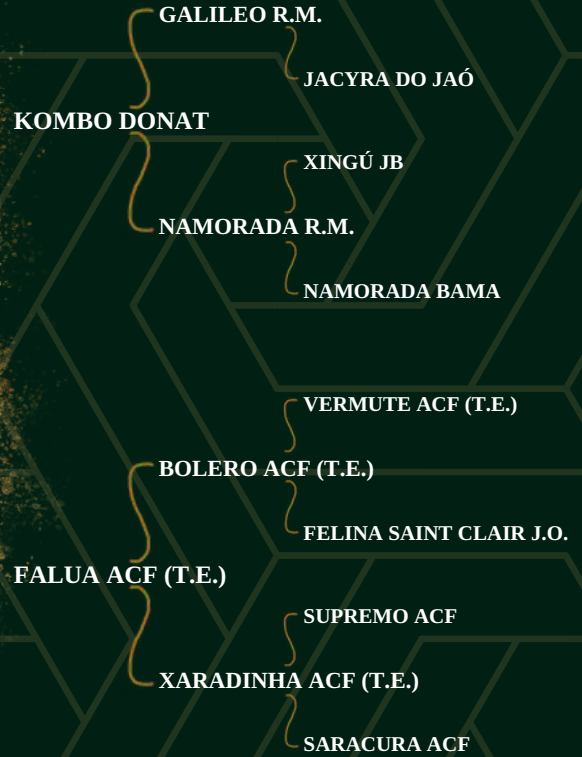 GALILEO R.M.
JACYRA DO JAÓ
KOMBO DONAT
XINGÚ JB
NAMORADA R.M.
NAMORADA BAMA
VERMUTE ACF (T.E.)
BOLERO ACF (T.E.)
FELINA SAINT CLAIR J.O.
FALUA ACF (T.E.)
SUPREMO ACF
XARADINHA ACF (T.E.)
SARACURA ACF